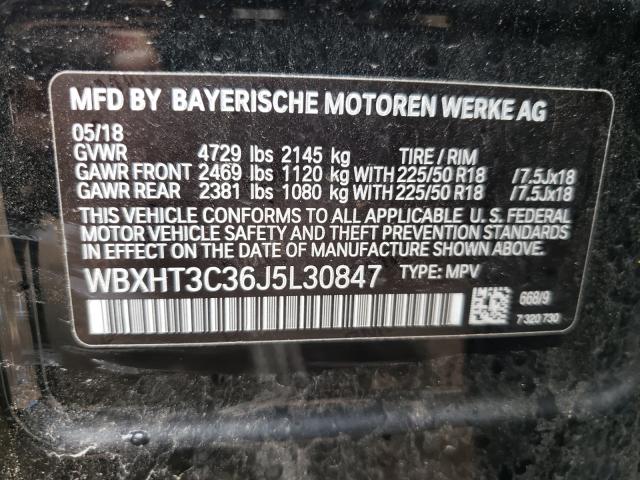 MFD BY BAYERISCHE MOTOREN WERKE AG
05/18
GVWR 4729 lbs 2145 kg TIRE / RIM
GAWR FRONT 2469 lbs 1120 kg WITH 225/50 R18 /7.5Jx18
GAWR REAR 2381 lbs 1080 kg WITH 225/50 R18 /7.5Jx18
THIS VEHICLE CONFORMS TO ALL APPLICABLE U. S. FEDERAL
MOTOR VEHICLE SAFETY AND THEFT PREVENTION STANDARDS
IN EFFECT ON THE DATE OF MANUFACTURE SHOWN ABOVE.
WBXHT3C36J5L30847 TYPE: MPV
668/9
7 320 730